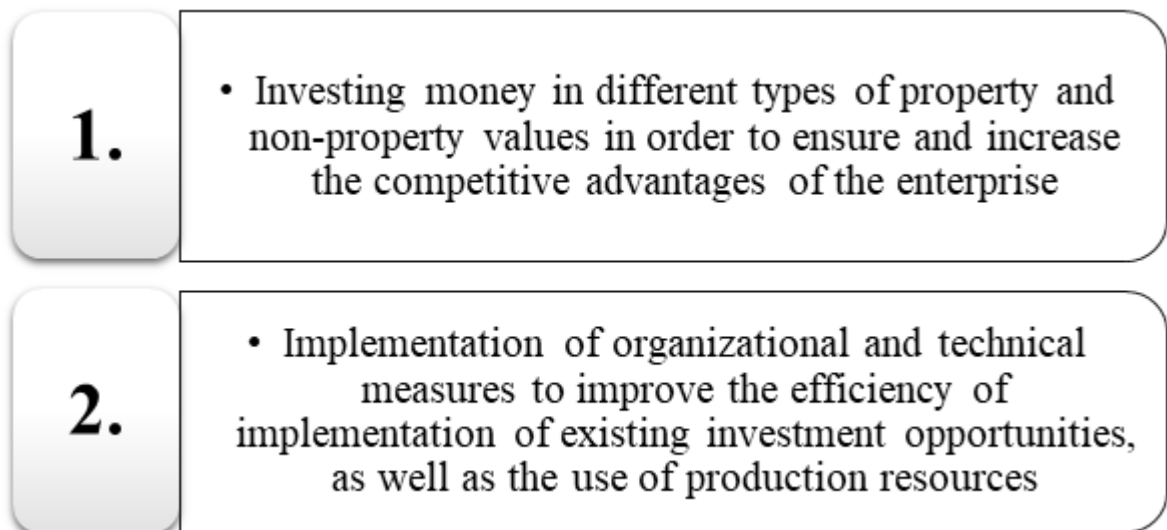 1.
• Investing money in different types of property and
non-property values in order to ensure and increase
the competitive advantages of the enterprise
2.
• Implementation of organizational and technical
measures to improve the efficiency of
implementation of existing investment opportunities,
as well as the use of production resources